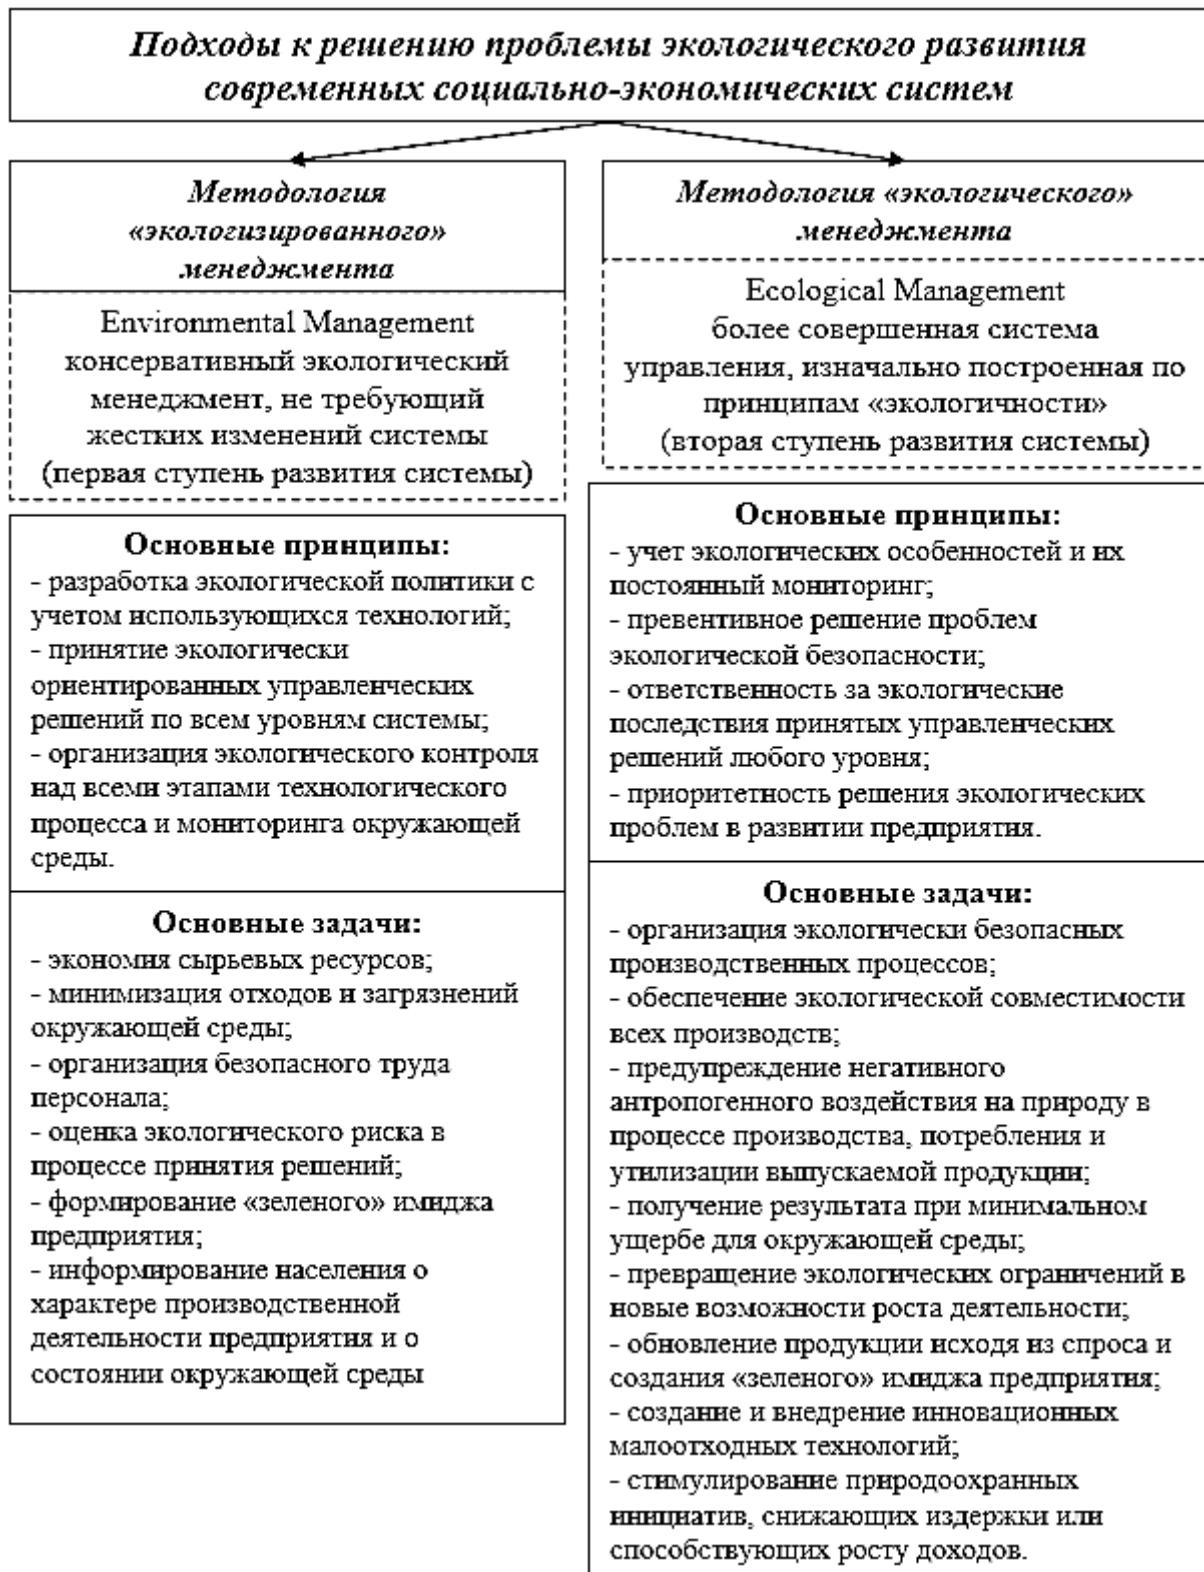 Подходы к решению проблемы экологического развития
современных социально-экономических систем
Методология
«экологизированного»
менеджмента
Environmental Management
консервативный экологический
менеджмент, не требующий
жестких изменений системы
(первая ступень развития системы)
Основные принципы:
- разработка экологической политики с
учетом использующихся технологий;
- принятие экологически
ориентированных управленческих
решений по всем уровням системы;
- организация экологического контроля
над всеми этапами технологического
процесса и мониторинга окружающей
среды.
Основные задачи:
- экономия сырьевых ресурсов;
- минимизация отходов и загрязнений
окружающей среды;
- организация безопасного труда
персонала;
- оценка экологического риска в
процессе принятия решений;
- формирование «зеленого» имиджа
предприятия;
- информирование населения о
характере производственной
деятельности предприятия и о
состоянии окружающей среды
Методология «экологического»
менеджмента
Ecological Management
более совершенная система
управления, изначально построенная по
принципам «экологичности»
(вторая ступень развития системы)
Основные принципы:
- учет экологических особенностей и их
постоянный мониторинг;
- превентивное решение проблем
экологической безопасности;
- ответственность за экологические
последствия принятых управленческих
решений любого уровня;
- приоритетность решения экологических
проблем в развитии предприятия.
Основные задачи:
- организация экологически безопасных
производственных процессов;
- обеспечение экологической совместимости
всех производств;
- предупреждение негативного
антропогенного воздействия на природу в
процессе производства, потребления и
утилизации выпускаемой продукции;
- получение результата при минимальном
ущербе для окружающей среды;
- превращение экологических ограничений в
новые возможности роста деятельности;
- обновление продукции исходя из спроса и
создания «зеленого» имиджа предприятия;
- создание и внедрение инновационных
малоотходных технологий;
- стимулирование природоохранных
инициатив, снижающих издержки или
способствующих росту доходов.